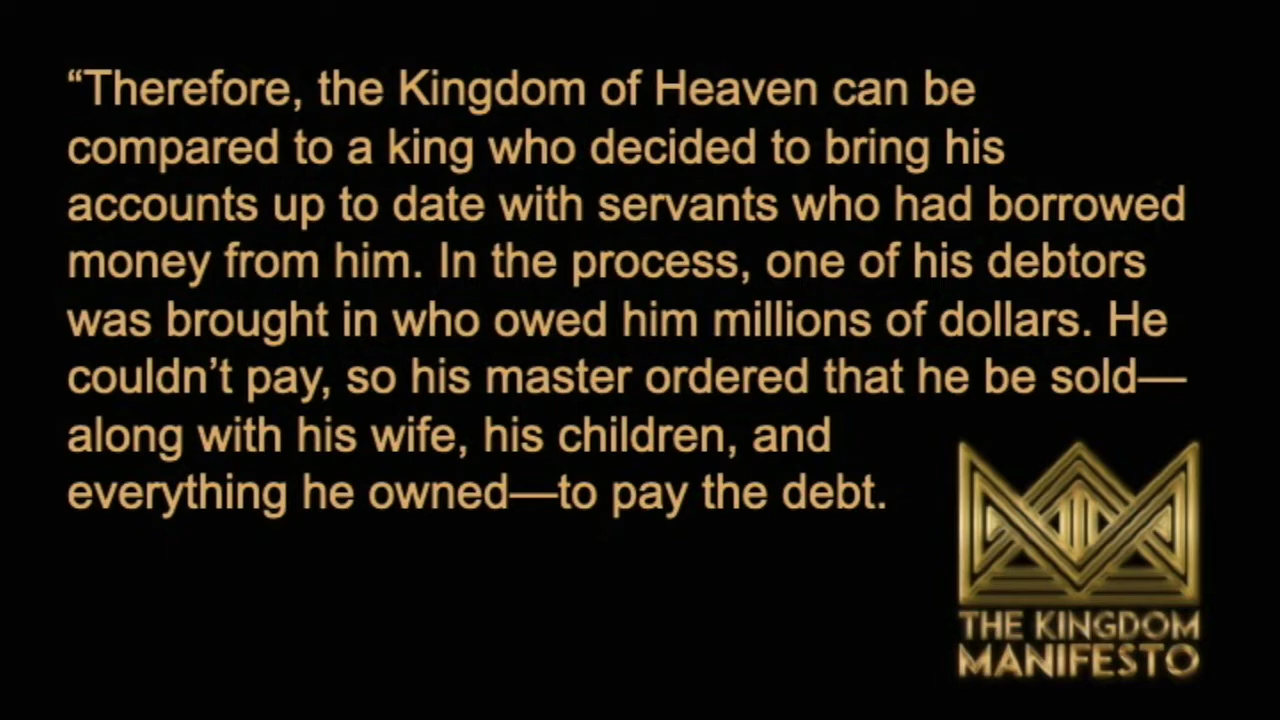 “Therefore, the Kingdom of Heaven can be
compared to a king who decided to bring his
accounts up to date with servants who had borrowed
money from him. In the process, one of his debtors
was brought in who owed him millions of dollars. He
couldn’t pay, so his master ordered that he be sold—
along with his wife, his children, and
everything he owned—to pay the debt.
THE KINGDOM
MANIFESTO